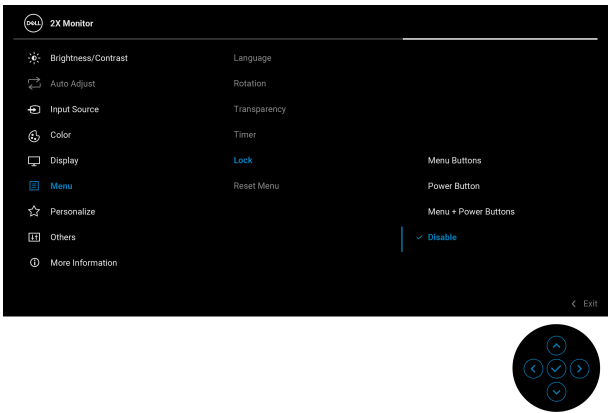 DELL 2X Monitor
Brightness/Contrast
Auto Adjust
Input Source
Color
Display
Menu
Personalize
Others
More Information
Language
Rotation
Transparency
Timer
Lock
Reset Menu
Menu Buttons
Power Button
Menu + Power Buttons
Disable
Exit